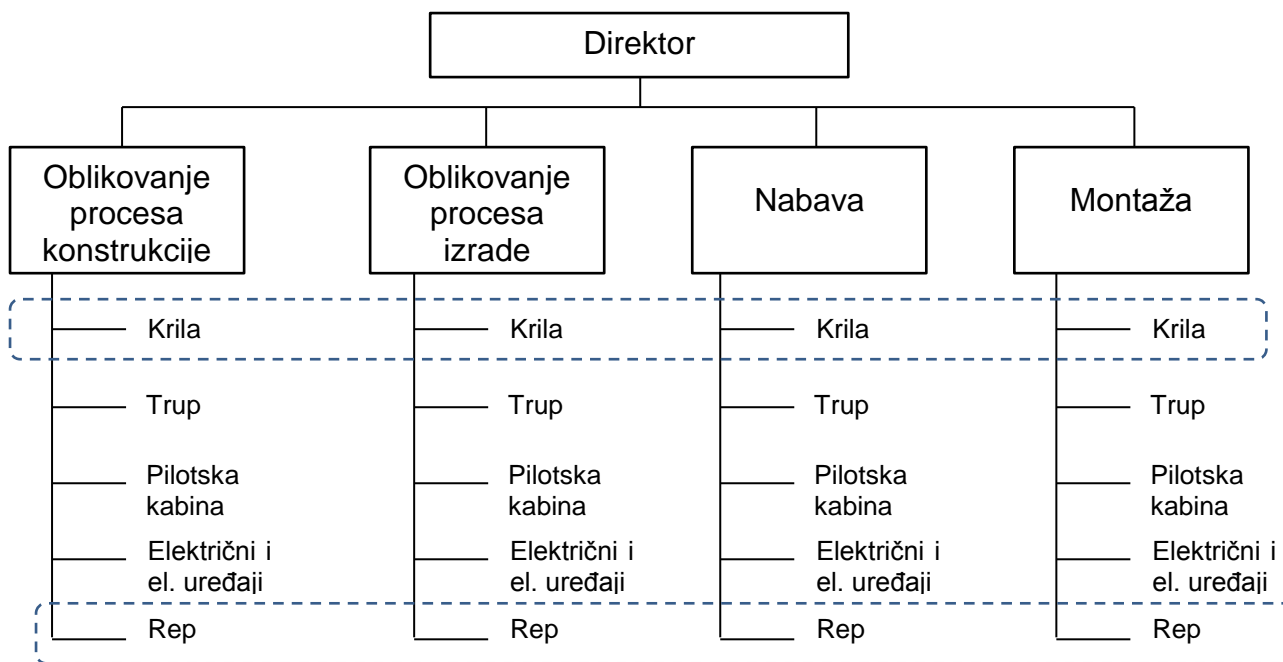 Direktor
Oblikovanje
procesa
konstrukcije
Oblikovanje
procesa
izrade
Nabava
Montaža
Krila
Krila
Krila
Krila
Trup
Trup
Trup
Trup
Pilotska
kabina
Pilotska
kabina
Pilotska
kabina
Pilotska
kabina
Električni i
el. uređaji
Električni i
el. uređaji
Električni i
el. uređaji
Električni i
el. uređaji
Rep
Rep
Rep
Rep